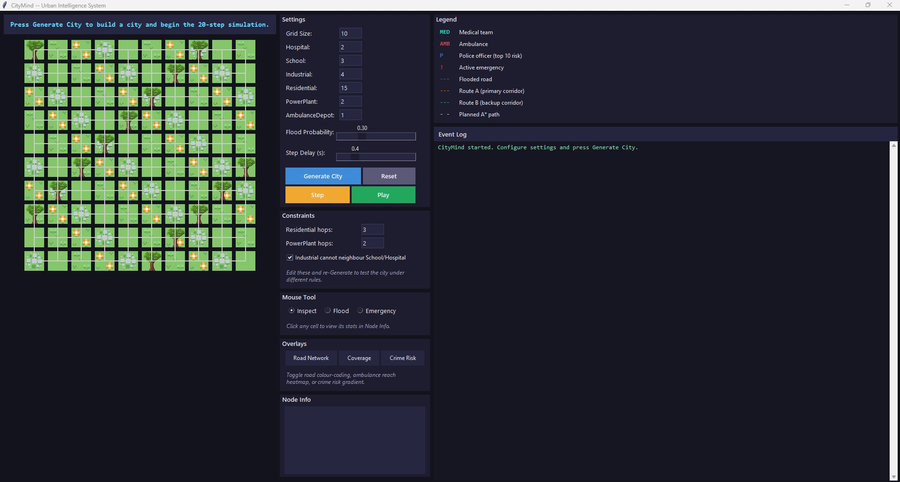 CityMind -- Urban Intelligence System
Press Generate City to build a city and begin the 20-step simulation.
Settings
Grid Size: 10
Hospital: 2
School: 3
Industrial: 4
Residential: 15
PowerPlant: 2
AmbulanceDepot: 1
Flood Probability: 0.30
Step Delay (s): 0.4
Generate City Reset
Step Play
Constraints
Residential hops: 3
PowerPlant hops: 2
Industrial cannot neighbour School/Hospital
Edit these and re-Generate to test the city under
different rules.
Mouse Tool
Inspect Flood Emergency
Click any cell to view its stats in Node Info.
Overlays
Road Network Coverage Crime Risk
Toggle road colour-coding, ambulance reach
heatmap, or crime risk gradient.
Node Info
Legend
MED Medical team
AMB Ambulance
P Police officer (top 10 risk)
! Active emergency
--- Flooded road
--- Route A (primary corridor)
--- Route B (backup corridor)
- - Planned A* path
Event Log
CityMind started. Configure settings and press Generate City.